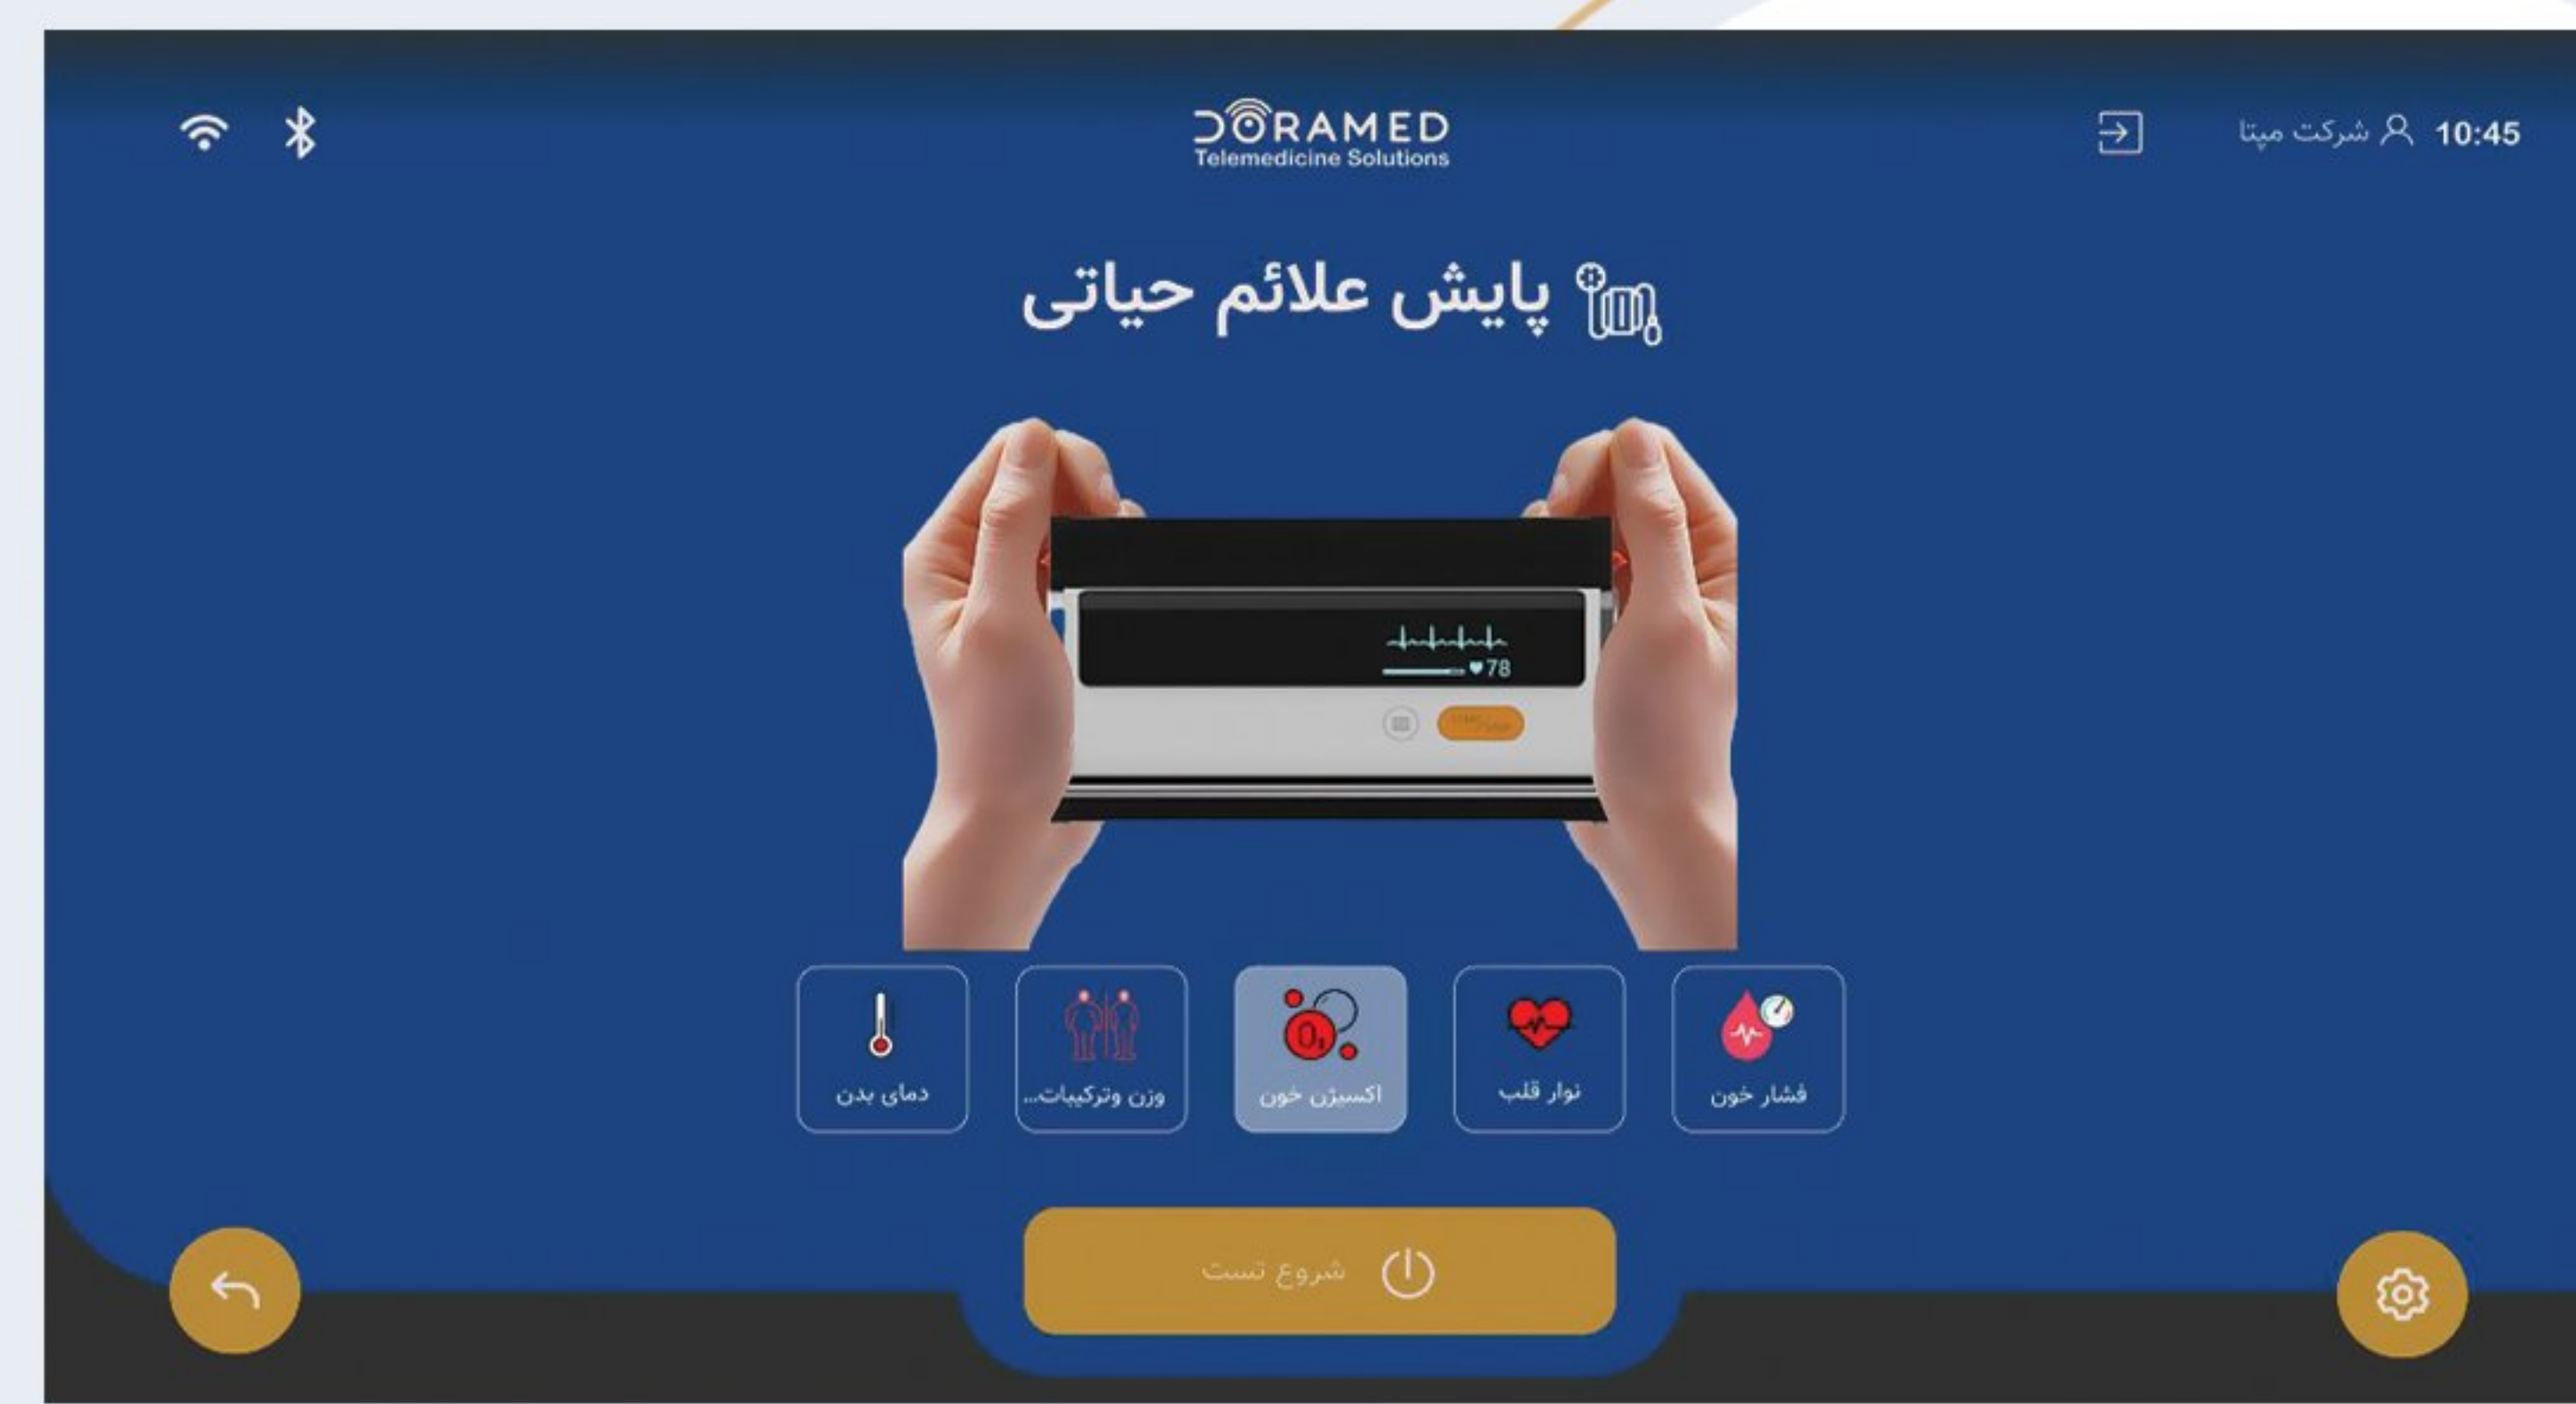 10:45 شرکت مپتا
DORAMED
Telemedicine Solutions
پایش علائم حیاتی
78
فشار خون
نوار قلب
اکسیژن خون
وزن وترکیبات...
دمای بدن
شروع تست